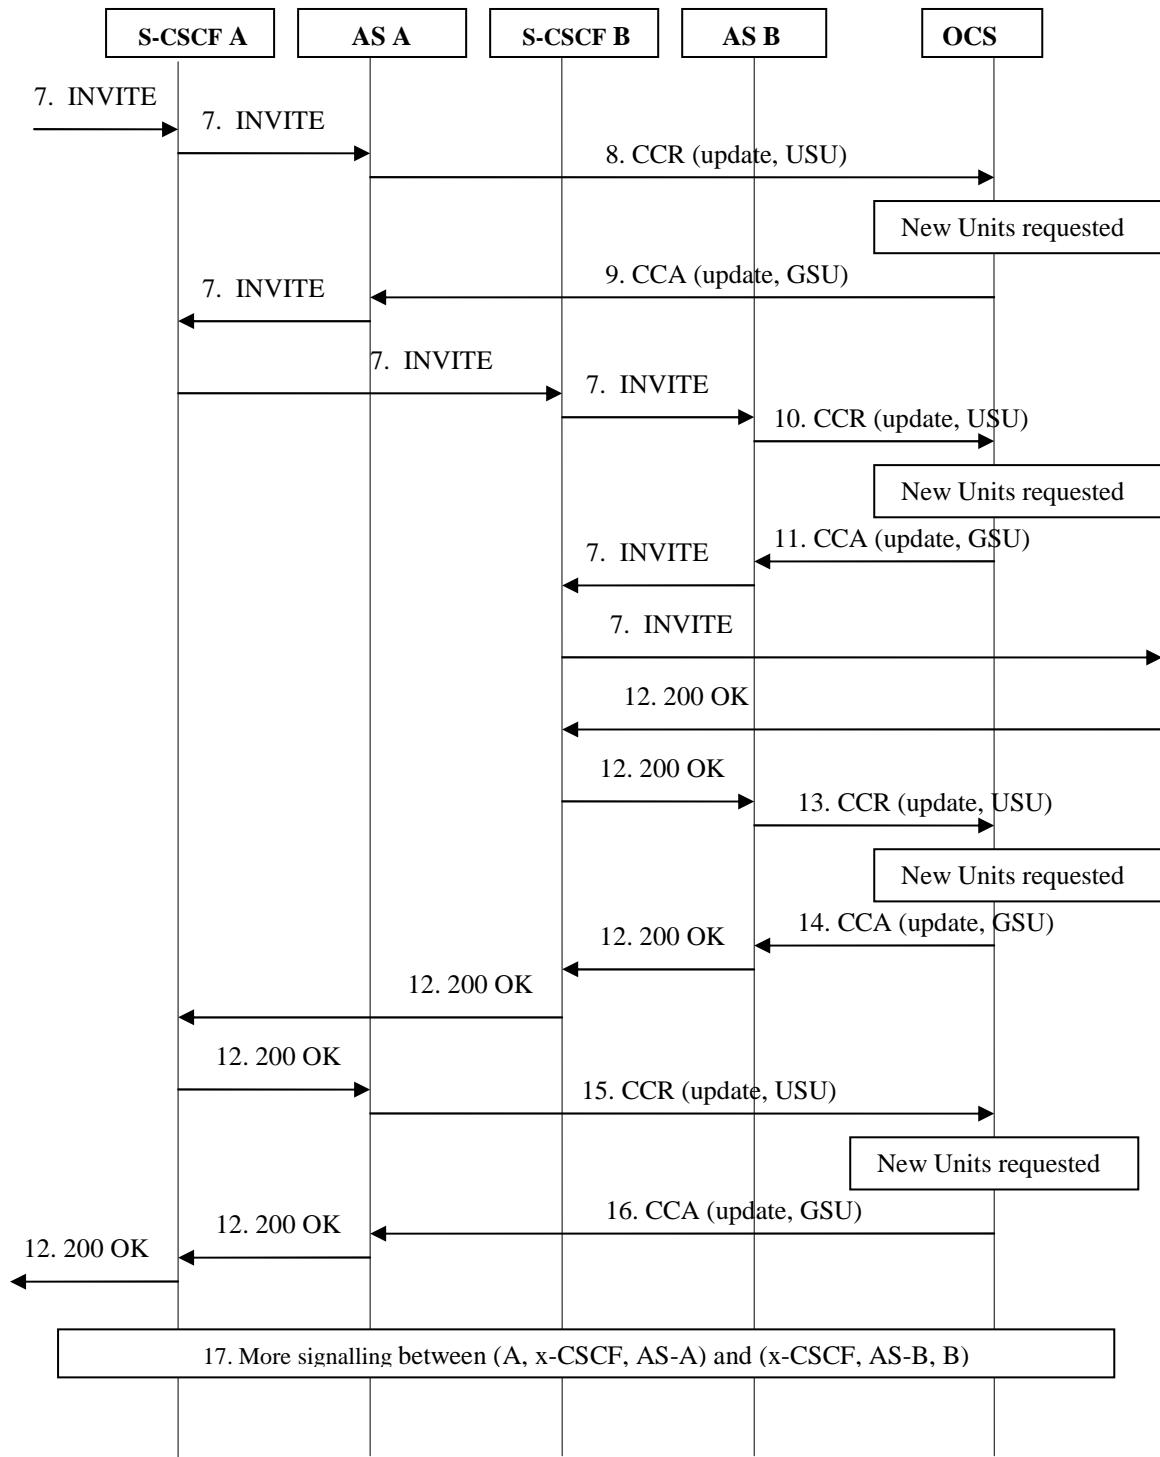 S-CSCF A
AS A
S-CSCF B
AS B
OCS
7. INVITE
7. INVITE
8. CCR (update, USU)
New Units requested
9. CCA (update, GSU)
7. INVITE
7. INVITE
7. INVITE
10. CCR (update, USU)
New Units requested
11. CCA (update, GSU)
7. INVITE
7. INVITE
12. 200 OK
12. 200 OK
13. CCR (update, USU)
New Units requested
14. CCA (update, GSU)
12. 200 OK
12. 200 OK
12. 200 OK
15. CCR (update, USU)
New Units requested
16. CCA (update, GSU)
12. 200 OK
12. 200 OK
17. More signalling between (A, x-CSCF, AS-A) and (x-CSCF, AS-B, B)